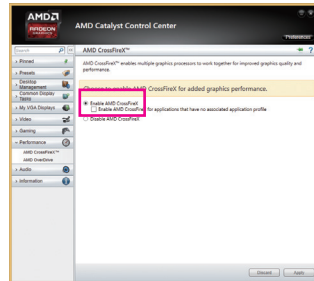 AMD
RADEON
GRAPHICS
AMD Catalyst Control Center
Preferences
Search
AMD CrossFireX™
Pinned
Presets
Desktop
Management
Common Display
Tasks
My VGA Displays
Video
Gaming
Performance
AMD CrossFireX™
AMD OverDrive
Audio
Information
AMD CrossFireX™ enables multiple graphics processors to work together for improved graphics quality and
performance.
Choose to enable AMD CrossFireX for added graphics performance.
Enable AMD CrossFireX
Enable AMD CrossFireX for applications that have no associated application profile
Disable AMD CrossFireX
Discard
Apply